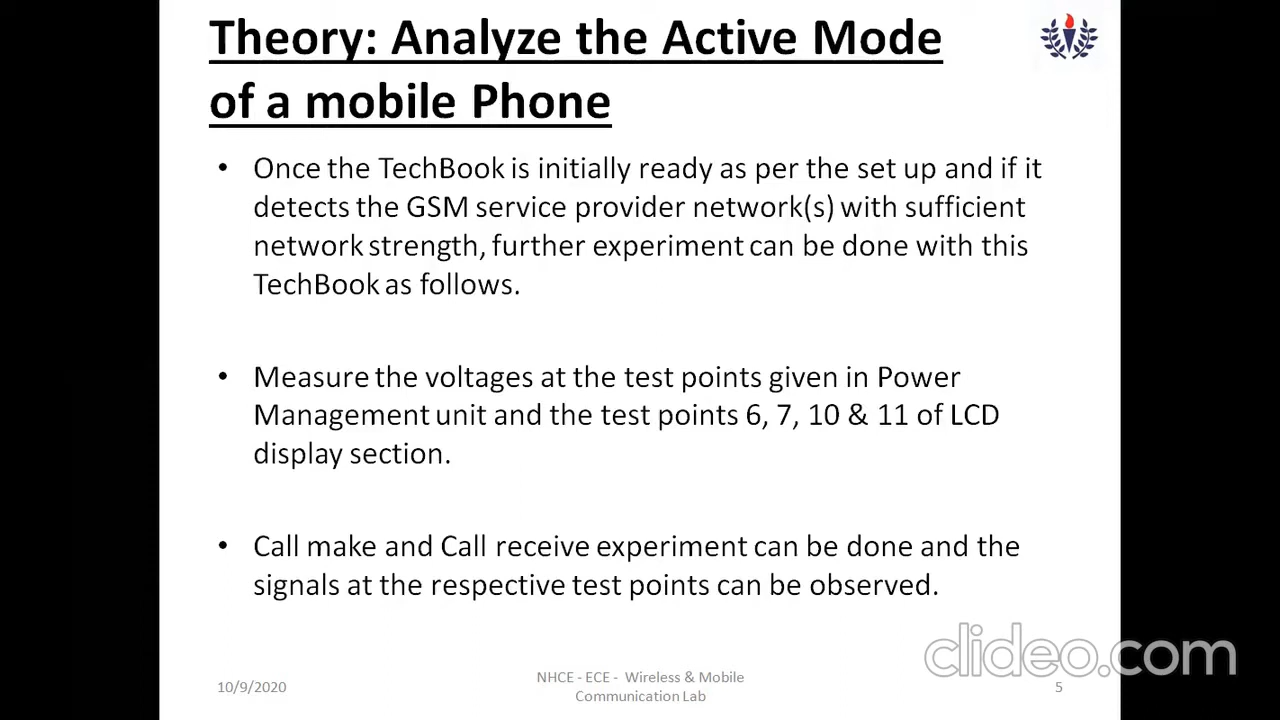 Theory: Analyze the Active Mode
of a mobile Phone
• Once the TechBook is initially ready as per the set up and if it
detects the GSM service provider network(s) with sufficient
network strength, further experiment can be done with this
TechBook as follows.
• Measure the voltages at the test points given in Power
Management unit and the test points 6, 7, 10 & 11 of LCD
display section.
• Call make and Call receive experiment can be done and the
signals at the respective test points can be observed.
clideo.com
10/9/2020
NHCE - ECE - Wireless & Mobile
Communication Lab
5